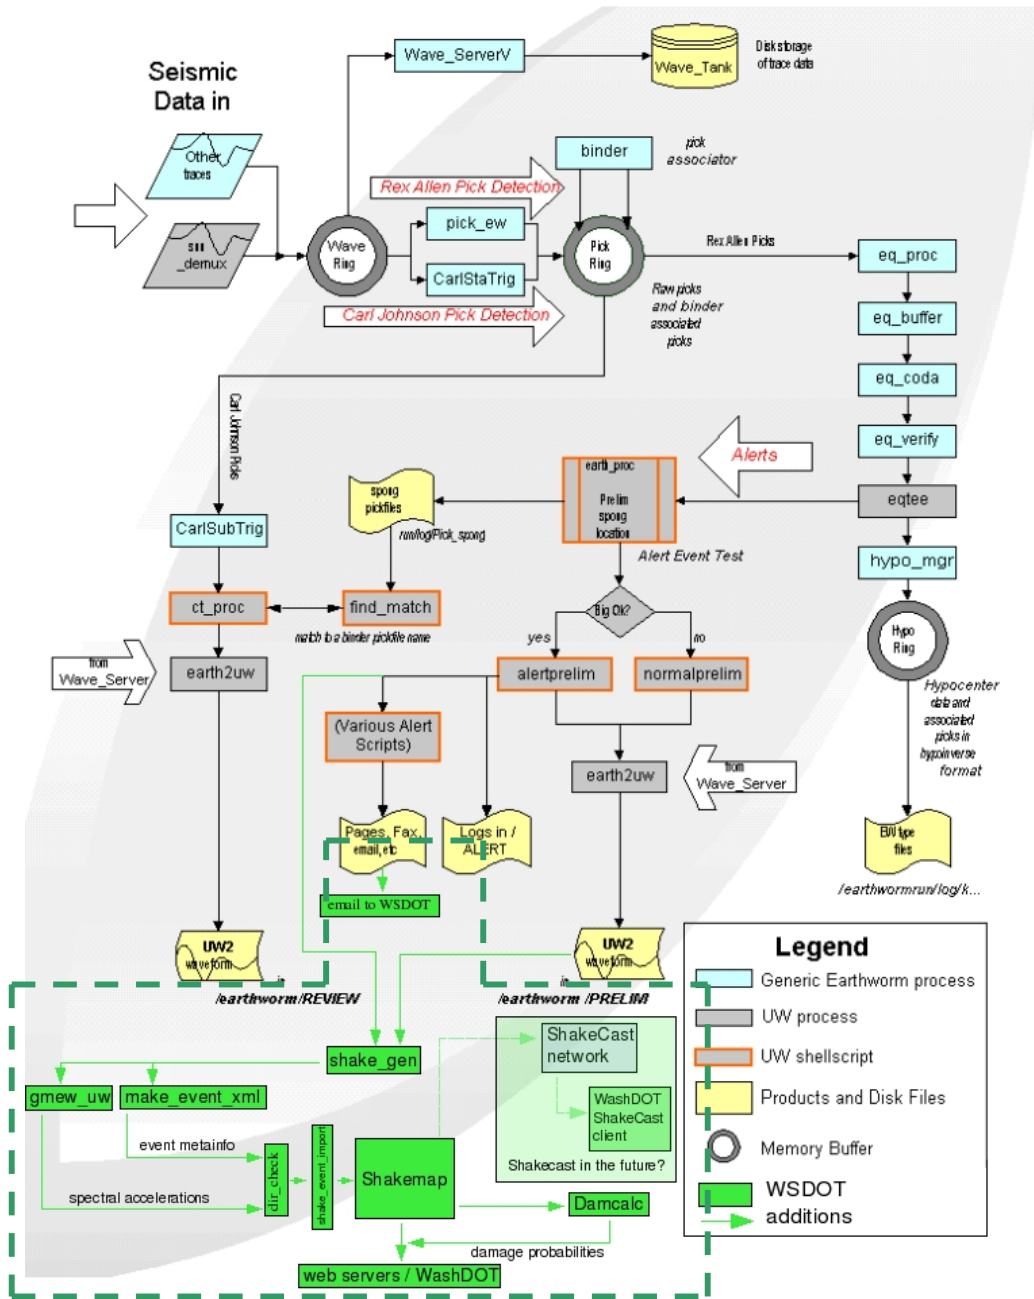 Wave_ServerV
Wave_Tank
Disk storage
of trace data
Seismic
Data in
Other
traces
binder
pick
associator
Rex Allen Pick Detection
pick_ew
Wave
Ring
Pick
Ring
Rex Allen Picks
eq_proc
_demux
CarlStaTrig
Carl Johnson Pick Detection
Raw picks
and binder
associated
picks
eq_buffer
eq_coda
Carl Johnson Picks
eq_verify
Alerts
earth_proc
Prelim
spong
location
spong
pickfiles
eqtee
run/log/Pick_spong
CarlSubTrig
Alert Event Test
hypo_mgr
ct_proc
find_match
Big Ok?
match to a binder pickfile name
yes
no
Hypo
Ring
from
Wave_Server
earth2uw
alertprelim
normalprelim
Hypocenter
data and
associated
picks in
hypoinverse
format
(Various Alert
Scripts)
earth2uw
from
Wave_Server
Pages, Fax,
email,etc
Logs in /
ALERT
EW type
files
/earthwormrun/log/k...
email to WSDOT
UW2
waveform
in
/earthworm/REVIEW
UW2
waveform
in
/earthworm /PRELIM
Legend
Generic Earthworm process
UW process
UW shellscript
Products and Disk Files
Memory Buffer
WSDOT
additions
shake_gen
ShakeCast
network
gmew_uw
make_event_xml
WashDOT
ShakeCast
client
Shakecast in the future?
event metainfo
spectral accelerations
dir_check
shake_event_import
Shakemap
Damcalc
damage probabilities
web servers / WashDOT